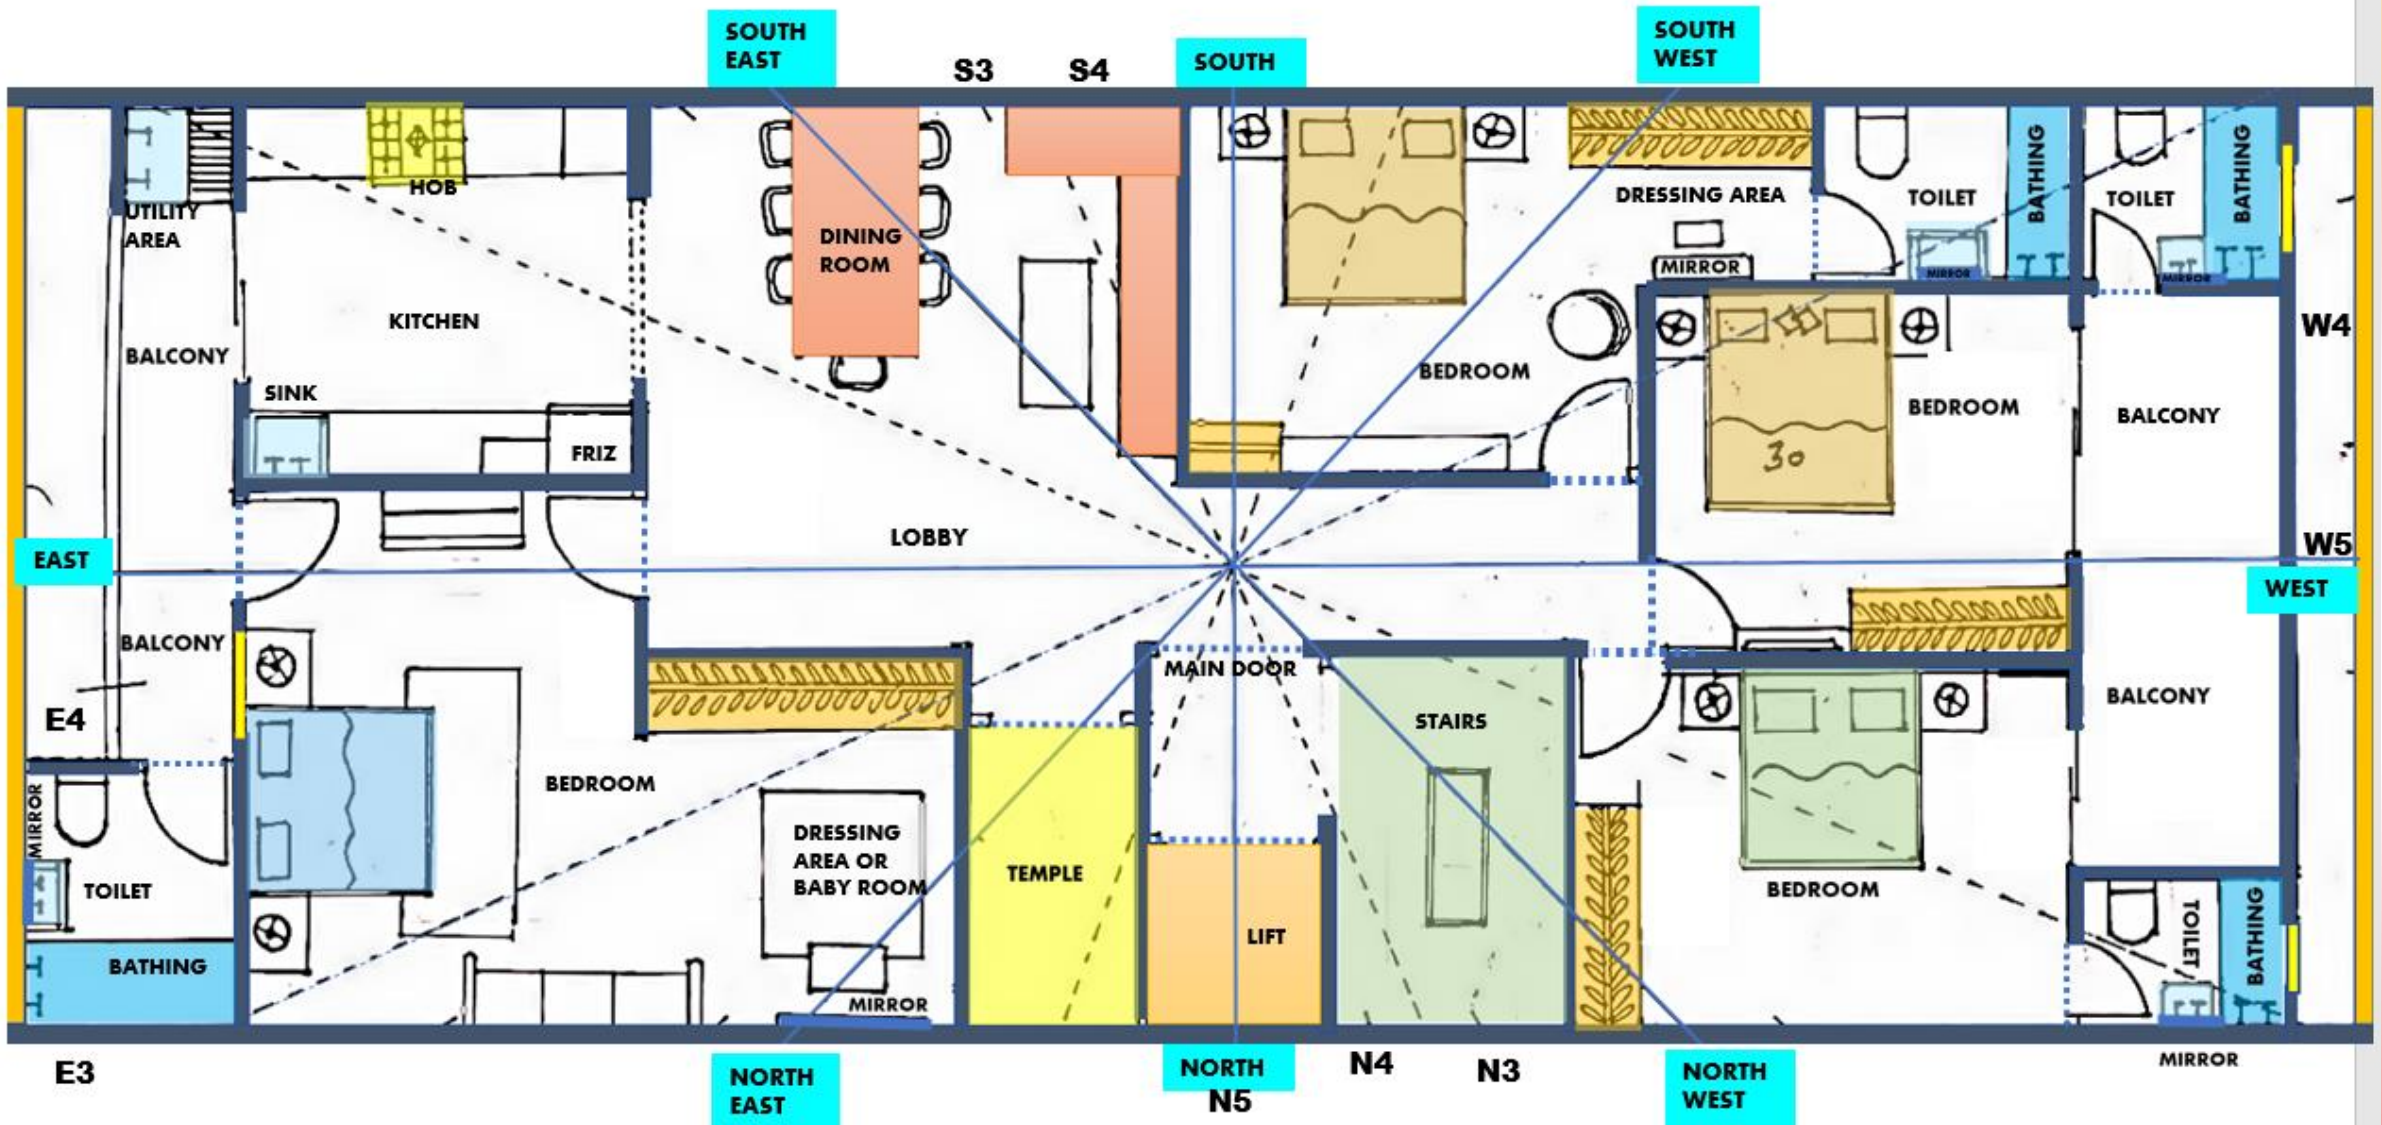 SOUTH
EAST
S3
S4
SOUTH
SOUTH
WEST
HOB
UTILITY
AREA
DINING
ROOM
DRESSING AREA
MIRROR
TOILET
MIRROR
BATHING
TOILET
MIRROR
BATHING
KITCHEN
BALCONY
SINK
FRIZ
BEDROOM
BEDROOM
30
BALCONY
W4
LOBBY
EAST
W5
WEST
BALCONY
E4
MAIN DOOR
STAIRS
BALCONY
MIRROR
TOILET
BATHING
BEDROOM
DRESSING
AREA OR
BABY ROOM
MIRROR
TEMPLE
LIFT
BEDROOM
TOILET
BATHING
MIRROR
E3
NORTH
EAST
NORTH
N5
N4
N3
NORTH
WEST